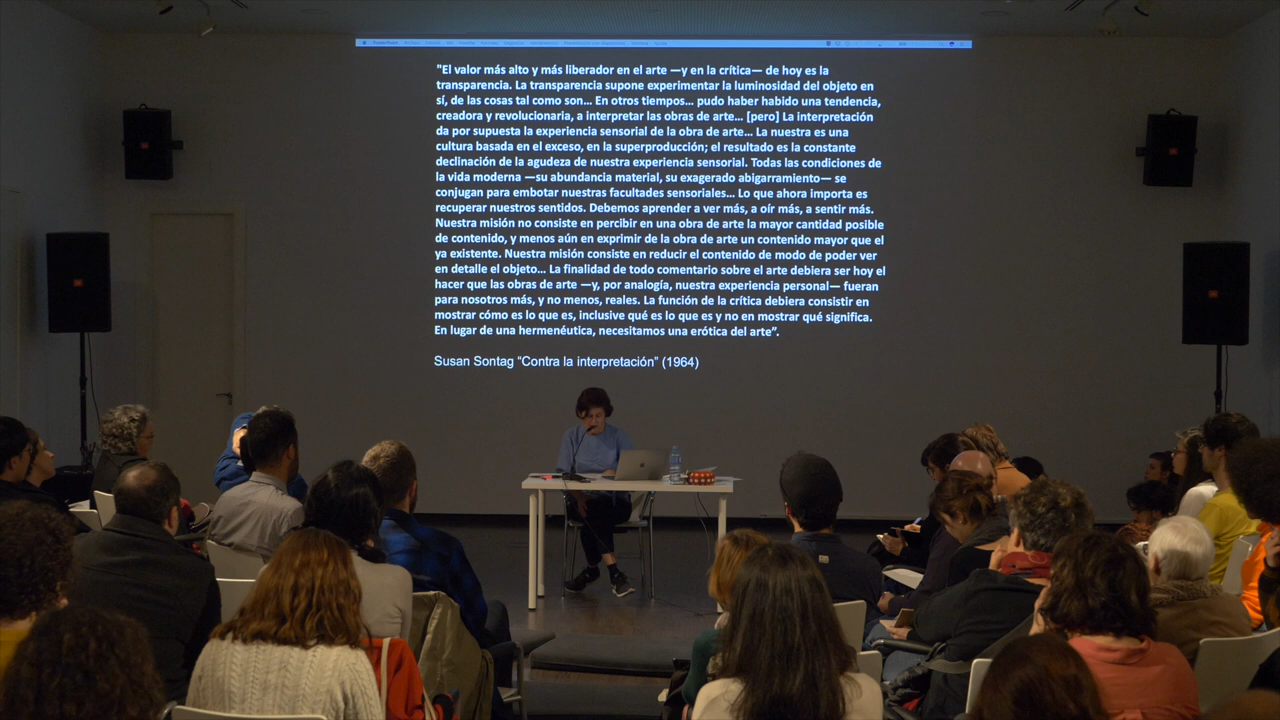 PowerPoint
"El valor más alto y más liberador en el arte —y en la crítica— de hoy es la
transparencia. La transparencia supone experimentar la luminosidad del objeto en
sí, de las cosas tal como son... En otros tiempos... pudo haber habido una tendencia,
creadora y revolucionaria, a interpretar las obras de arte... [pero] La interpretación
da por supuesta la experiencia sensorial de la obra de arte... La nuestra es una
cultura basada en el exceso, en la superproducción; el resultado es la constante
declinación de la agudeza de nuestra experiencia sensorial. Todas las condiciones de
la vida moderna —su abundancia material, su exagerado abigarramiento— se
conjugan para embotar nuestras facultades sensoriales... Lo que ahora importa es
recuperar nuestros sentidos. Debemos aprender a ver más, a oír más, a sentir más.
Nuestra misión no consiste en percibir en una obra de arte la mayor cantidad posible
de contenido, y menos aún en exprimir de la obra de arte un contenido mayor que el
ya existente. Nuestra misión consiste en reducir el contenido de modo de poder ver
en detalle el objeto... La finalidad de todo comentario sobre el arte debiera ser hoy el
hacer que las obras de arte —y, por analogía, nuestra experiencia personal— fueran
para nosotros más, y no menos, reales. La función de la crítica debiera consistir en
mostrar cómo es lo que es, inclusive qué es lo que es y no en mostrar qué significa.
En lugar de una hermenéutica, necesitamos una erótica del arte”.
Susan Sontag “Contra la interpretación” (1964)